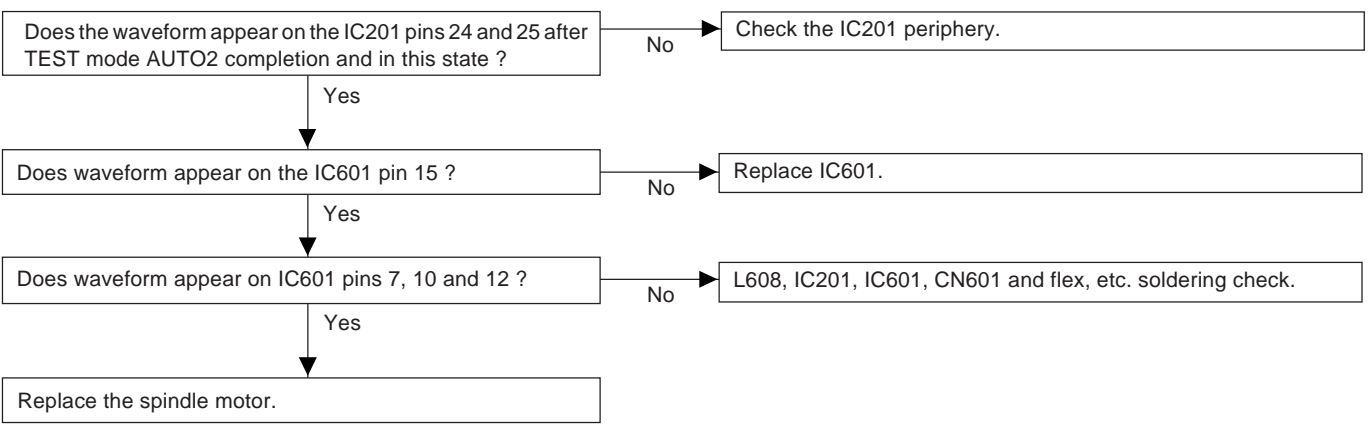 Does the waveform appear on the IC201 pins 24 and 25 after
TEST mode AUTO2 completion and in this state ?
No
Check the IC201 periphery.
Yes
Does waveform appear on the IC601 pin 15 ?
No
Replace IC601.
Yes
Does waveform appear on IC601 pins 7, 10 and 12 ?
No
L608, IC201, IC601, CN601 and flex, etc. soldering check.
Yes
Replace the spindle motor.